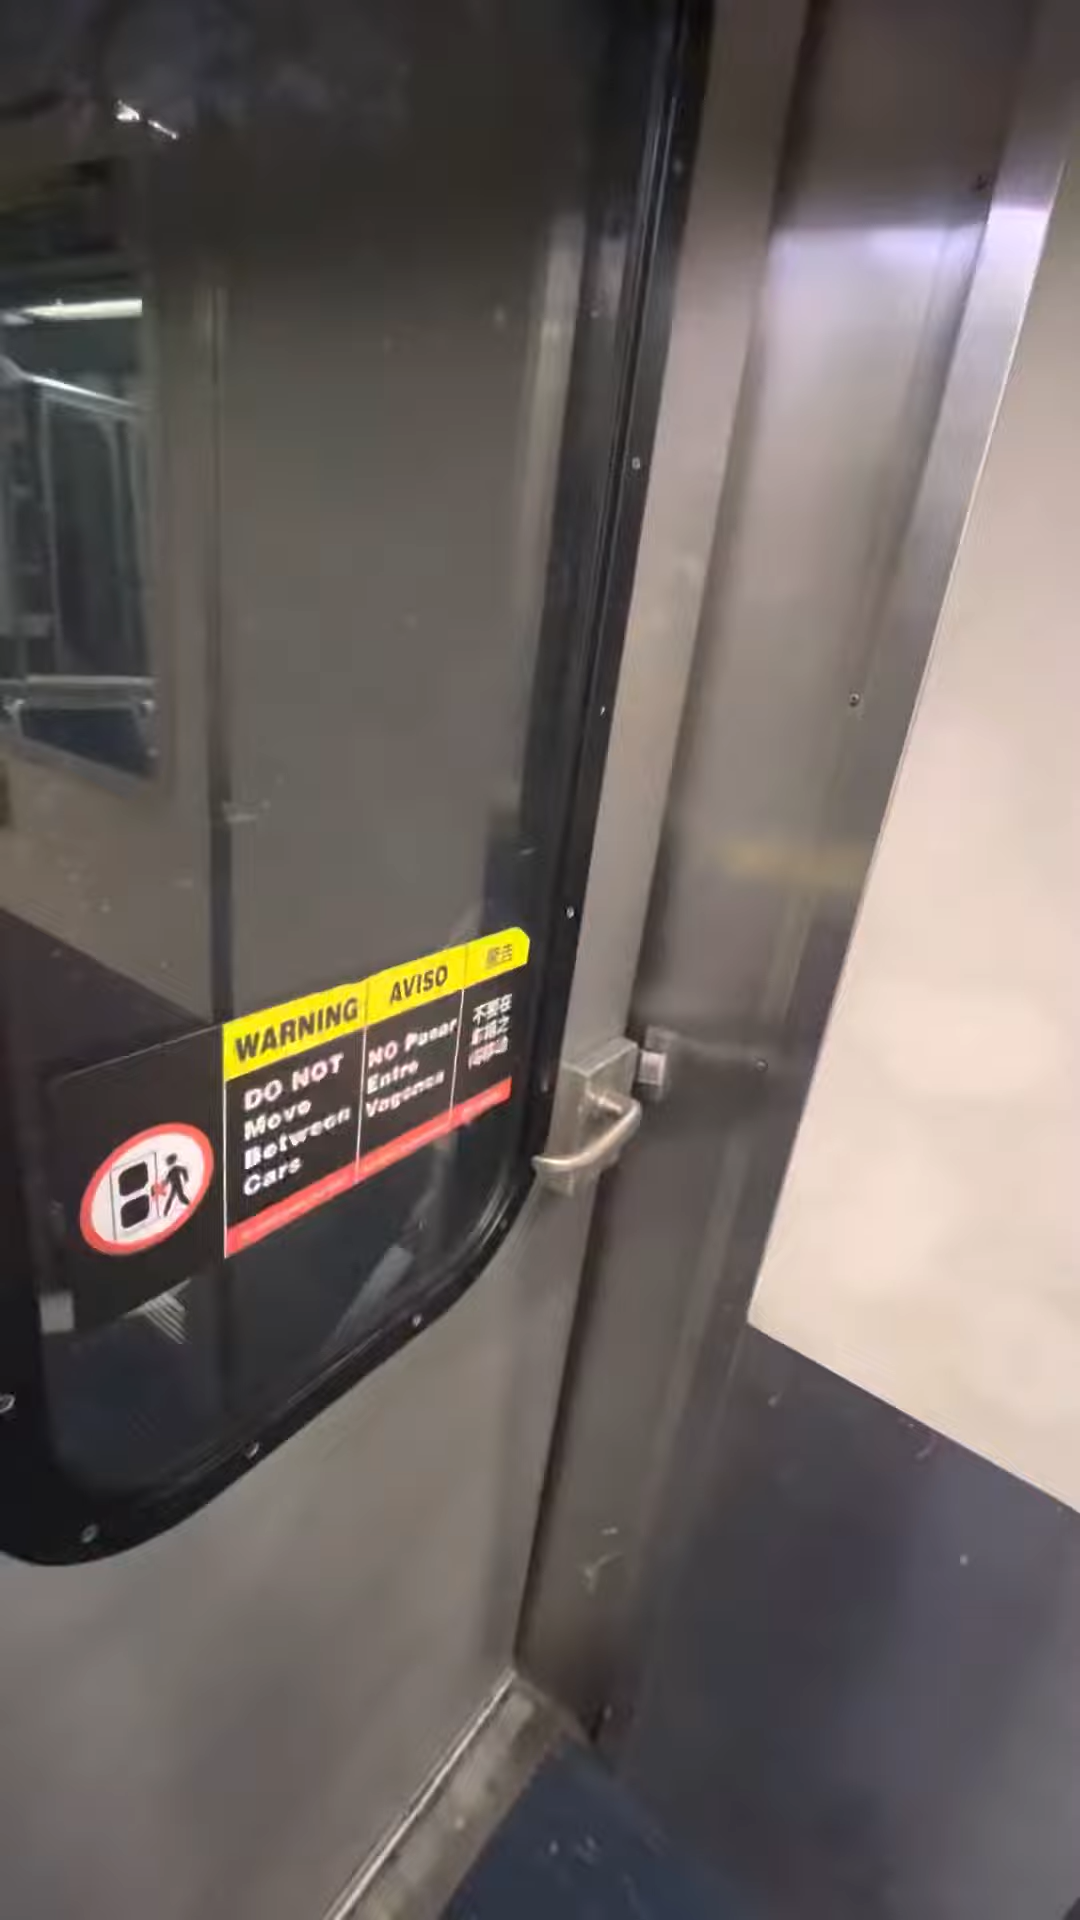 WARNING
DO NOT
Move
Between
Cars
AVISO
NO Pasar
Entre
Vagones
警告
不要在